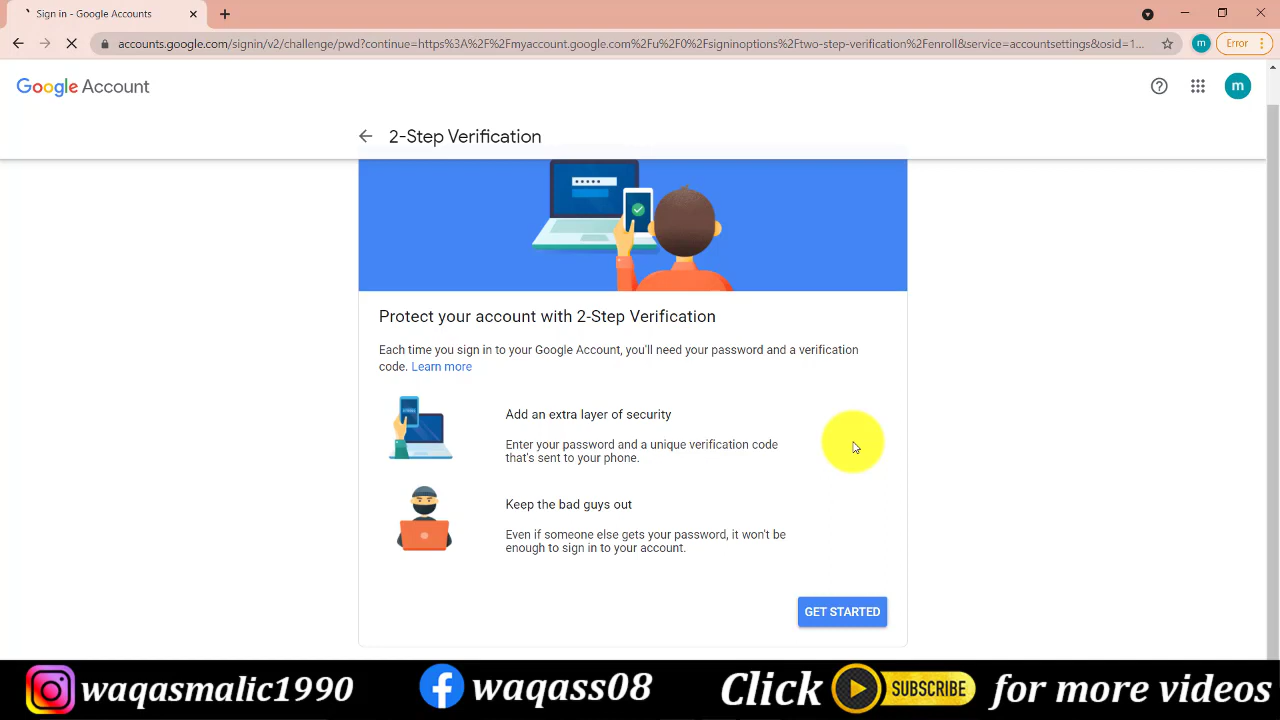 Sign in - Google Accounts
accounts.google.com/signin/v2/challenge/pwd?continue=https%3A%2F%2Fmyaccount.google.com%2Fu%2F0%2Fsigninoptions%2Ftwo-step-verification%2Fenroll&service=accountsettings&osid=1...
m
Error
Google Account
m
2-Step Verification
Protect your account with 2-Step Verification
Each time you sign in to your Google Account, you'll need your password and a verification
code. Learn more
Add an extra layer of security
Enter your password and a unique verification code
that's sent to your phone.
Keep the bad guys out
Even if someone else gets your password, it won't be
enough to sign in to your account.
GET STARTED
waqasmalic1990 waqass08 Click SUBSCRIBE for more videos